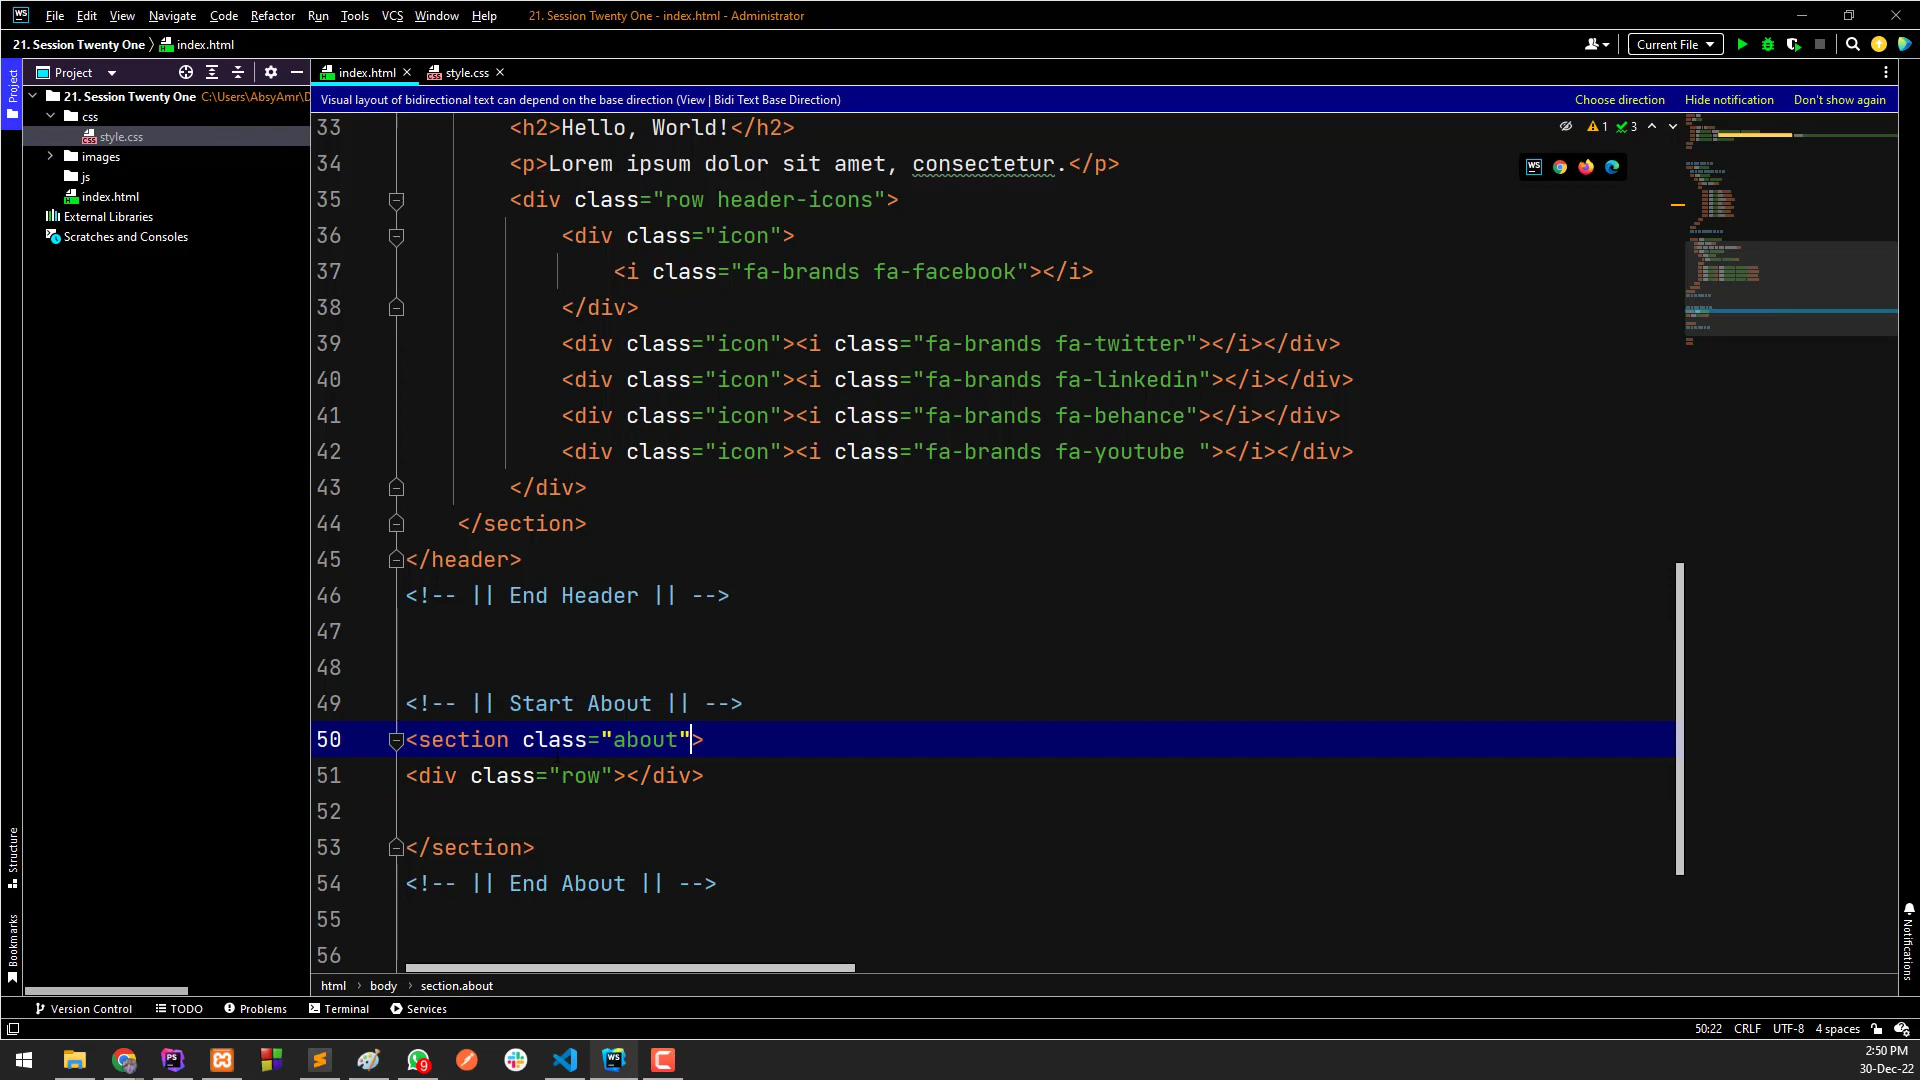 WS File Edit View Navigate Code Refactor Run Tools VCS Window Help 21. Session Twenty One - index.html - Administrator
21. Session Twenty One index.html Current File
Project index.html style.css
21. Session Twenty One C:\Users\AbsyAmr\D
css
style.css
images
js
index.html
External Libraries
Scratches and Consoles
Project
Structure
Bookmarks
Visual layout of bidirectional text can depend on the base direction (View | Bidi Text Base Direction) Choose direction Hide notification Don't show again
1 3
33 <h2>Hello, World!</h2>
34 <p>Lorem ipsum dolor sit amet, consectetur.</p>
35 <div class="row header-icons">
36 <div class="icon">
37 <i class="fa-brands fa-facebook"></i>
38 </div>
39 <div class="icon"><i class="fa-brands fa-twitter"></i></div>
40 <div class="icon"><i class="fa-brands fa-linkedin"></i></div>
41 <div class="icon"><i class="fa-brands fa-behance"></i></div>
42 <div class="icon"><i class="fa-brands fa-youtube "></i></div>
43 </div>
44 </section>
45 </header>
46 <!-- || End Header || -->
47
48
49 <!-- || Start About || -->
50 <section class="about">
51 <div class="row"></div>
52
53 </section>
54 <!-- || End About || -->
55
56
Notifications
html body section.about
Version Control TODO Problems Terminal Services
50:22 CRLF UTF-8 4 spaces
PS 9 WS
2:50 PM
30-Dec-22